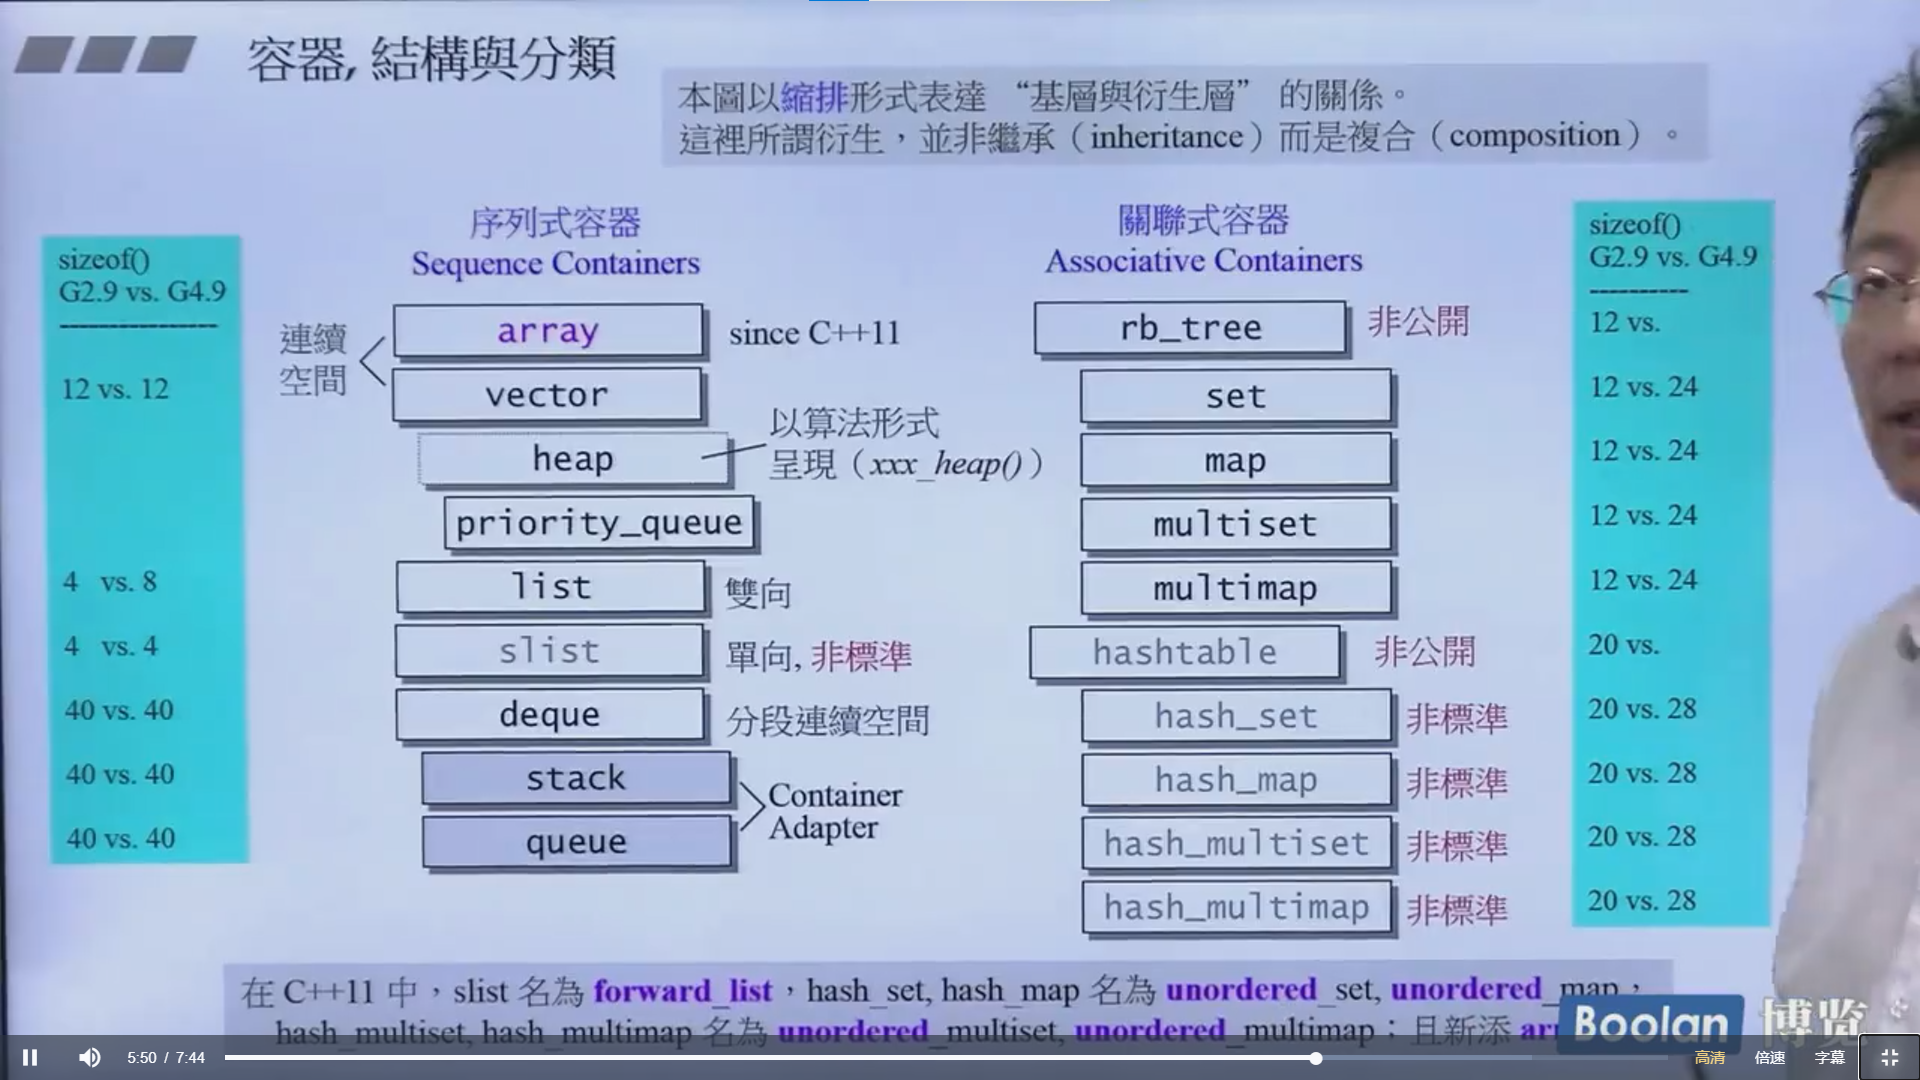 容器, 結構與分類
本圖以縮排形式表達 “基層與衍生層” 的關係。
這裡所謂衍生，並非繼承（inheritance）而是複合（composition）。
sizeof()
G2.9 vs. G4.9
12 vs. 12
4 vs. 8
4 vs. 4
40 vs. 40
40 vs. 40
40 vs. 40
序列式容器
Sequence Containers
連續
空間
array
since C++11
vector
heap
以算法形式
呈現（xxx_heap()）
priority_queue
list
雙向
slist
單向, 非標準
deque
分段連續空間
stack
queue
Container
Adapter
關聯式容器
Associative Containers
rb_tree
非公開
set
map
multiset
multimap
hashtable
非公開
hash_set
非標準
hash_map
非標準
hash_multiset
非標準
hash_multimap
非標準
sizeof()
G2.9 vs. G4.9
12 vs.
12 vs. 24
12 vs. 24
12 vs. 24
12 vs. 24
20 vs.
20 vs. 28
20 vs. 28
20 vs. 28
20 vs. 28
在 C++11 中，slist 名為 forward_list，hash_set, hash_map 名為 unordered_set, unordered_map，
hash_multiset, hash_multimap 名為 unordered_multiset, unordered_multimap；且新添
Boolan 博览
5:50 / 7:44
高清 倍速 字幕